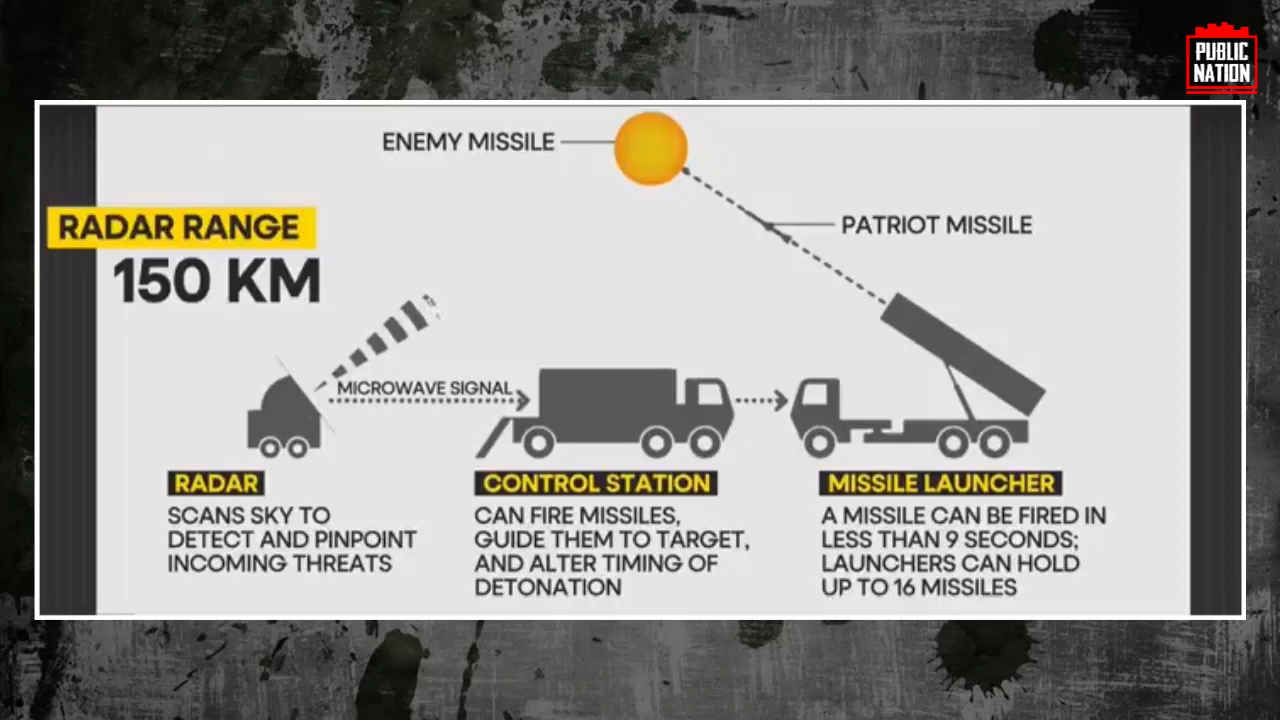 PUBLIC
NATION
ENEMY MISSILE
PATRIOT MISSILE
RADAR RANGE
150 KM
MICROWAVE SIGNAL
RADAR
SCANS SKY TO
DETECT AND PINPOINT
INCOMING THREATS
CONTROL STATION
CAN FIRE MISSILES,
GUIDE THEM TO TARGET,
AND ALTER TIMING OF
DETONATION
MISSILE LAUNCHER
A MISSILE CAN BE FIRED IN
LESS THAN 9 SECONDS;
LAUNCHERS CAN HOLD
UP TO 16 MISSILES